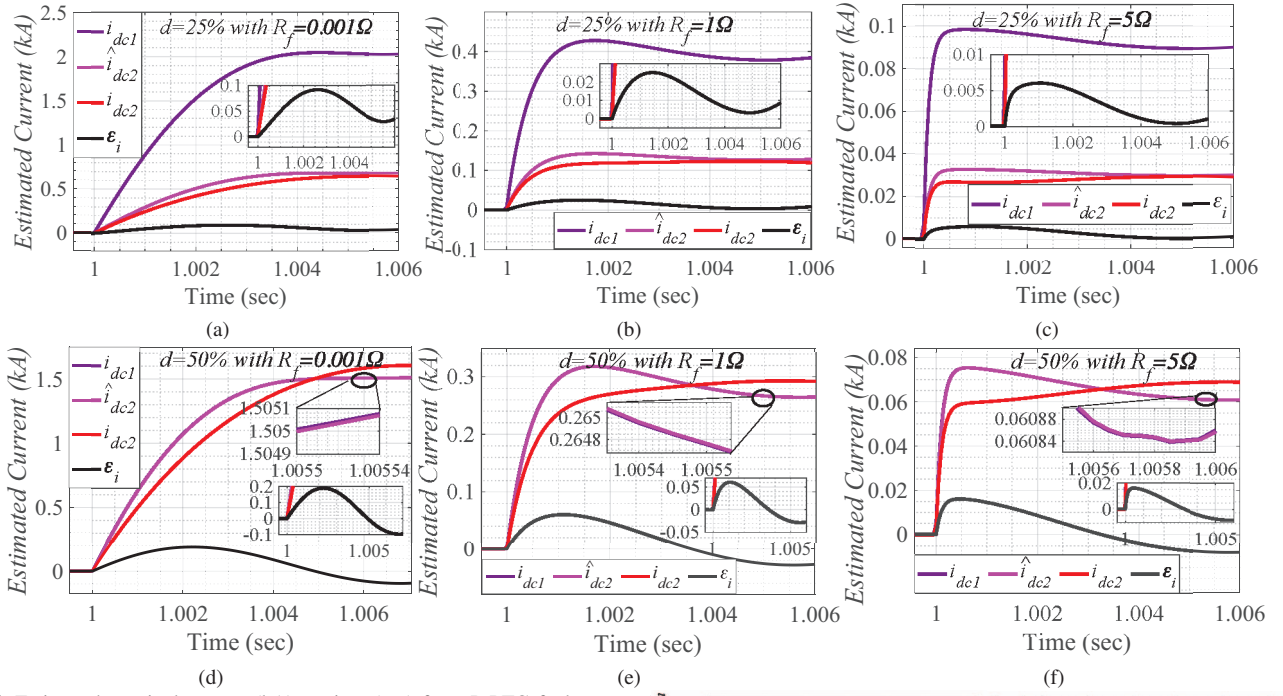 d=25% with R_f=0.001Ω
Estimated Current (kA)
2.5
2
1.5
1
0.5
0
i_dc1
î_dc2
i_dc2
ε_i
0.1
0.05
0
1 1.002 1.004
1 1.002 1.004 1.006
Time (sec)
(a)
d=25% with R_f=1Ω
Estimated Current (kA)
0.4
0.3
0.2
0.1
0
-0.1
0.02
0.01
0
1 1.002 1.004 1.006
i_dc1 î_dc2 i_dc2 ε_i
1 1.002 1.004 1.006
Time (sec)
(b)
d=25% with R_f=5Ω
Estimated Current (kA)
0.1
0.08
0.06
0.04
0.02
0
0.01
0.005
0
1 1.002 1.004 1.006
i_dc1 î_dc2 i_dc2 ε_i
1 1.002 1.004 1.006
Time (sec)
(c)
d=50% with R_f=0.001Ω
Estimated Current (kA)
1.5
1
0.5
0
i_dc1
î_dc2
i_dc2
ε_i
1.5051
1.505
1.5049
1.0055 1.00554
0.2
0.1
0
-0.1
1 1.005
1 1.002 1.004 1.006
Time (sec)
(d)
d=50% with R_f=1Ω
Estimated Current (kA)
0.3
0.2
0.1
0
0.265
0.2648
1.0054 1.0055
0.05
0
-0.05
1 1.005
i_dc1 î_dc2 i_dc2 ε_i
1 1.002 1.004 1.006
Time (sec)
(e)
d=50% with R_f=5Ω
Estimated Current (kA)
0.08
0.06
0.04
0.02
0
0.06088
0.06084
1.0056 1.0058 1.006
0.02
0
1 1.005
i_dc1 î_dc2 i_dc2 ε_i
1 1.002 1.004 1.006
Time (sec)
(f)